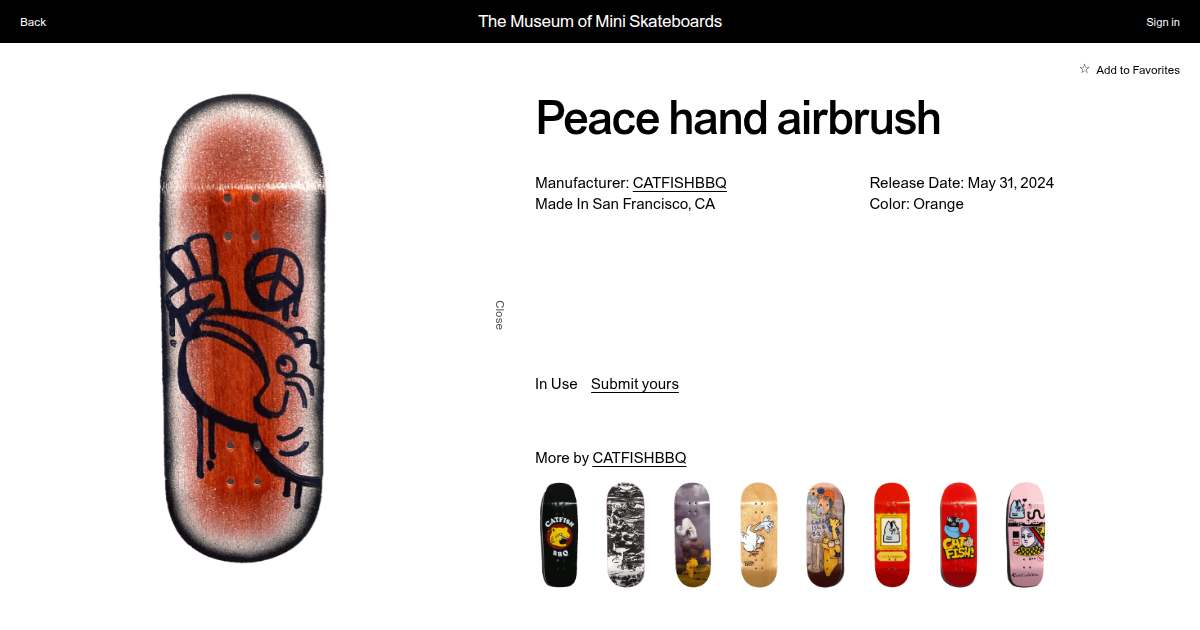 Back
The Museum of Mini Skateboards
Sign in
☆ Add to Favorites
Peace hand airbrush
Manufacturer: CATFISHBBQ
Made In San Francisco, CA
Release Date: May 31, 2024
Color: Orange
Close
In Use Submit yours
More by CATFISHBBQ
CATFISH
BBQ
CAT
FISH!